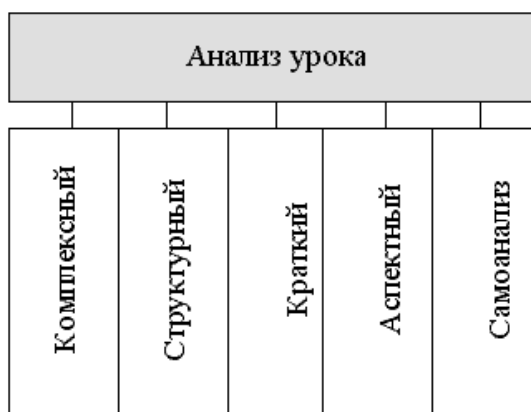 Анализ урока
Комплексный
Структурный
Краткий
Аспектный
Самоанализ